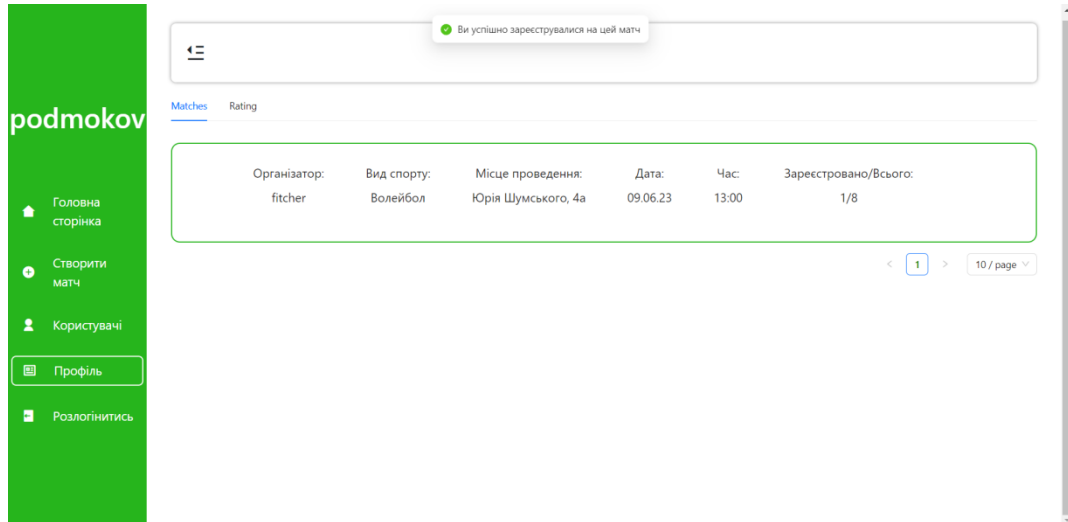 Ви успішно зареєструвалися на цей матч
podmokov
Головна
сторінка
Створити
матч
Користувачі
Профіль
Розлогінитись
Matches Rating
Організатор: Вид спорту: Місце проведення: Дата: Час: Зареєстровано/Всього:
fitcher Волейбол Юрія Шумського, 4а 09.06.23 13:00 1/8
< 1 > 10 / page